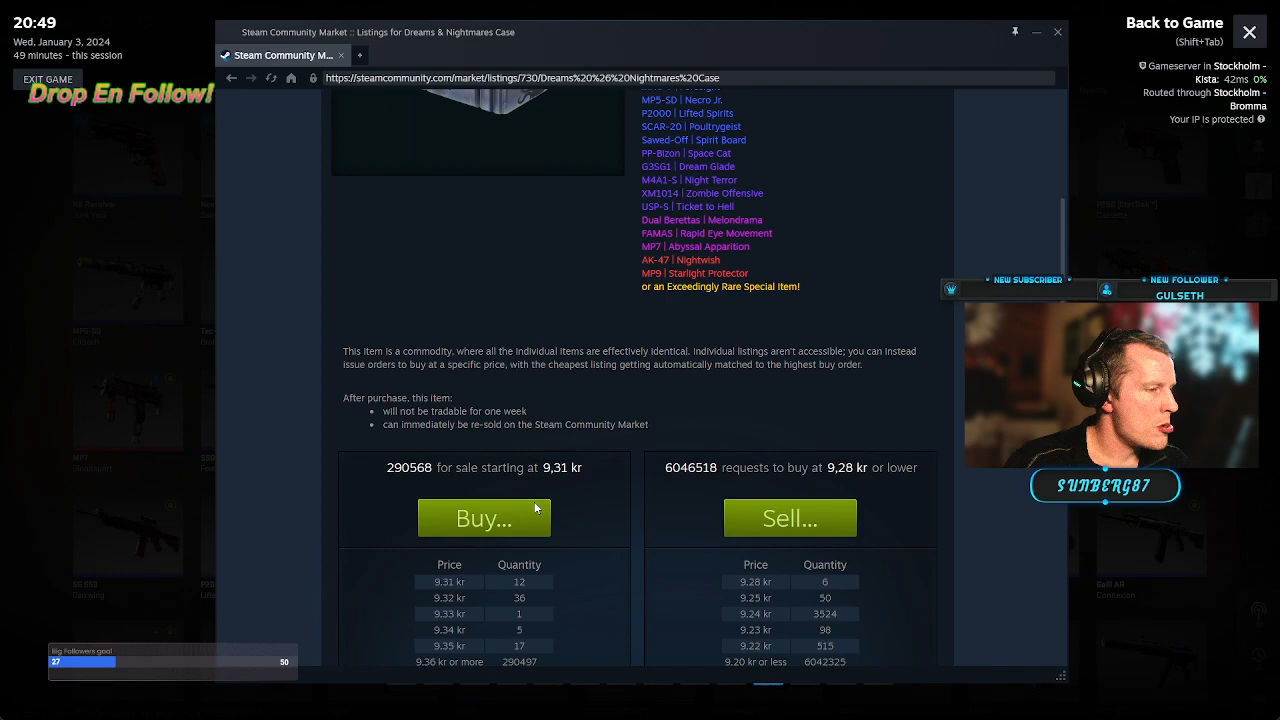 20:49
Wed, January 3, 2024
49 minutes - this session
EXIT GAME
Drop En Follow!
Steam Community Market :: Listings for Dreams & Nightmares Case
Steam Community M...
https://steamcommunity.com/market/listings/730/Dreams%20%26%20Nightmares%20Case
Back to Game
(Shift+Tab)
Gameserver in Stockholm -
Kista: 42ms 0%
Routed through Stockholm -
Bromma
Your IP is protected
MP5-SD | Necro Jr.
P2000 | Lifted Spirits
SCAR-20 | Poultrygeist
Sawed-Off | Spirit Board
PP-Bizon | Space Cat
G3SG1 | Dream Glade
M4A1-S | Night Terror
XM1014 | Zombie Offensive
USP-S | Ticket to Hell
Dual Berettas | Melondrama
FAMAS | Rapid Eye Movement
MP7 | Abyssal Apparition
AK-47 | Nightwish
MP9 | Starlight Protector
or an Exceedingly Rare Special Item!
This item is a commodity, where all the individual items are effectively identical. Individual listings aren't accessible; you can instead
issue orders to buy at a specific price, with the cheapest listing getting automatically matched to the highest buy order.
After purchase, this item:
will not be tradable for one week
can immediately be re-sold on the Steam Community Market
290568 for sale starting at 9,31 kr
Buy...
Price Quantity
9.31 kr 12
9.32 kr 36
9.33 kr 1
9.34 kr 5
9.35 kr 17
9.36 kr or more 290497
6046518 requests to buy at 9,28 kr or lower
Sell...
Price Quantity
9.28 kr 6
9.25 kr 50
9.24 kr 3524
9.23 kr 98
9.22 kr 515
9.20 kr or less 6042325
NEW SUBSCRIBER
NEW FOLLOWER
GULSETH
SUNBERG87
MP7
Galil AR
Connexion
SG 553
27 50